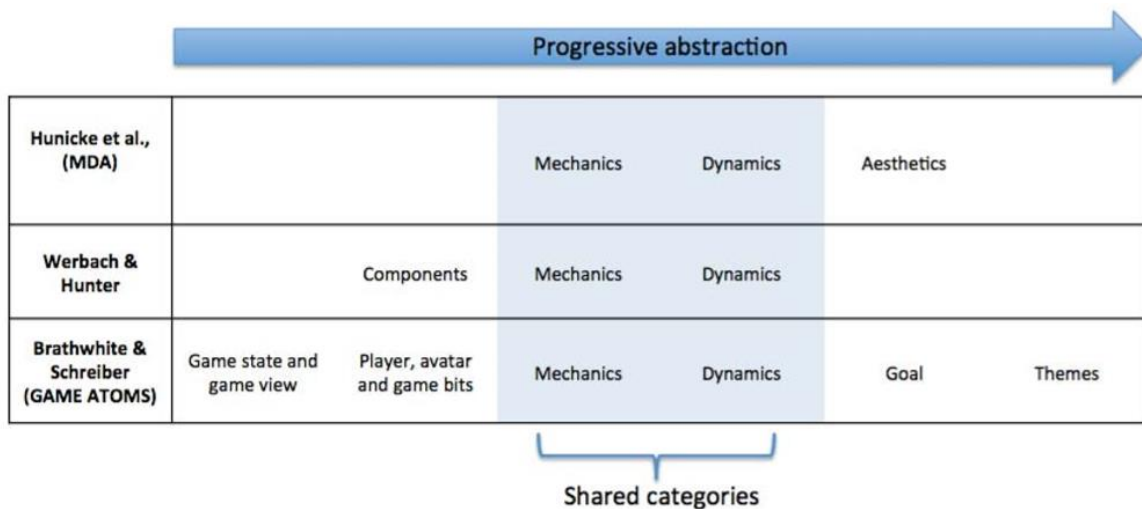 Progressive abstraction
Hunicke et al.,
(MDA)
Mechanics
Dynamics
Aesthetics
Werbach &
Hunter
Components
Mechanics
Dynamics
Brathwhite &
Schreiber
(GAME ATOMS)
Game state and
game view
Player, avatar
and game bits
Mechanics
Dynamics
Goal
Themes
Shared categories